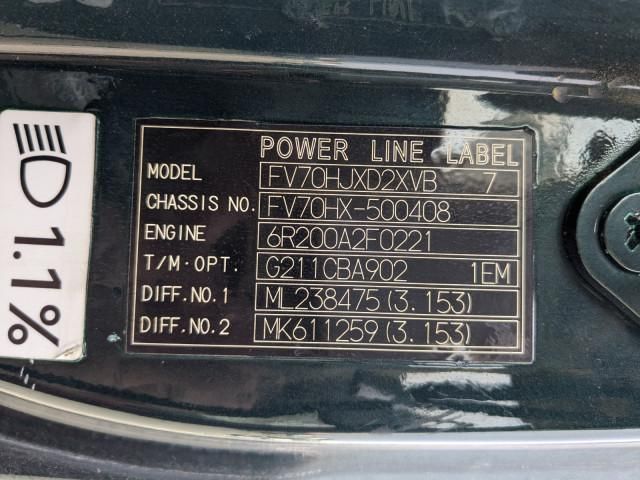 POWER LINE LABEL
MODEL FV70HJXD2XVB 7
CHASSIS NO. FV70HX-500408
ENGINE 6R200A2F0221
T/M·OPT. G211CBA902 1EM
DIFF.NO.1 ML238475(3.153)
DIFF.NO.2 MK611259(3.153)
1.1%